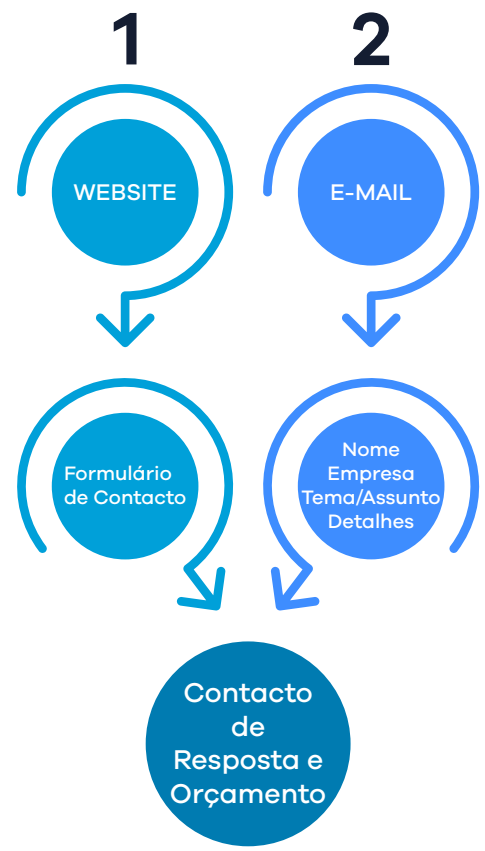 1
2
WEBSITE
E-MAIL
Formulário
de Contacto
Nome
Empresa
Tema/Assunto
Detalhes
Contacto
de
Resposta e
Orçamento